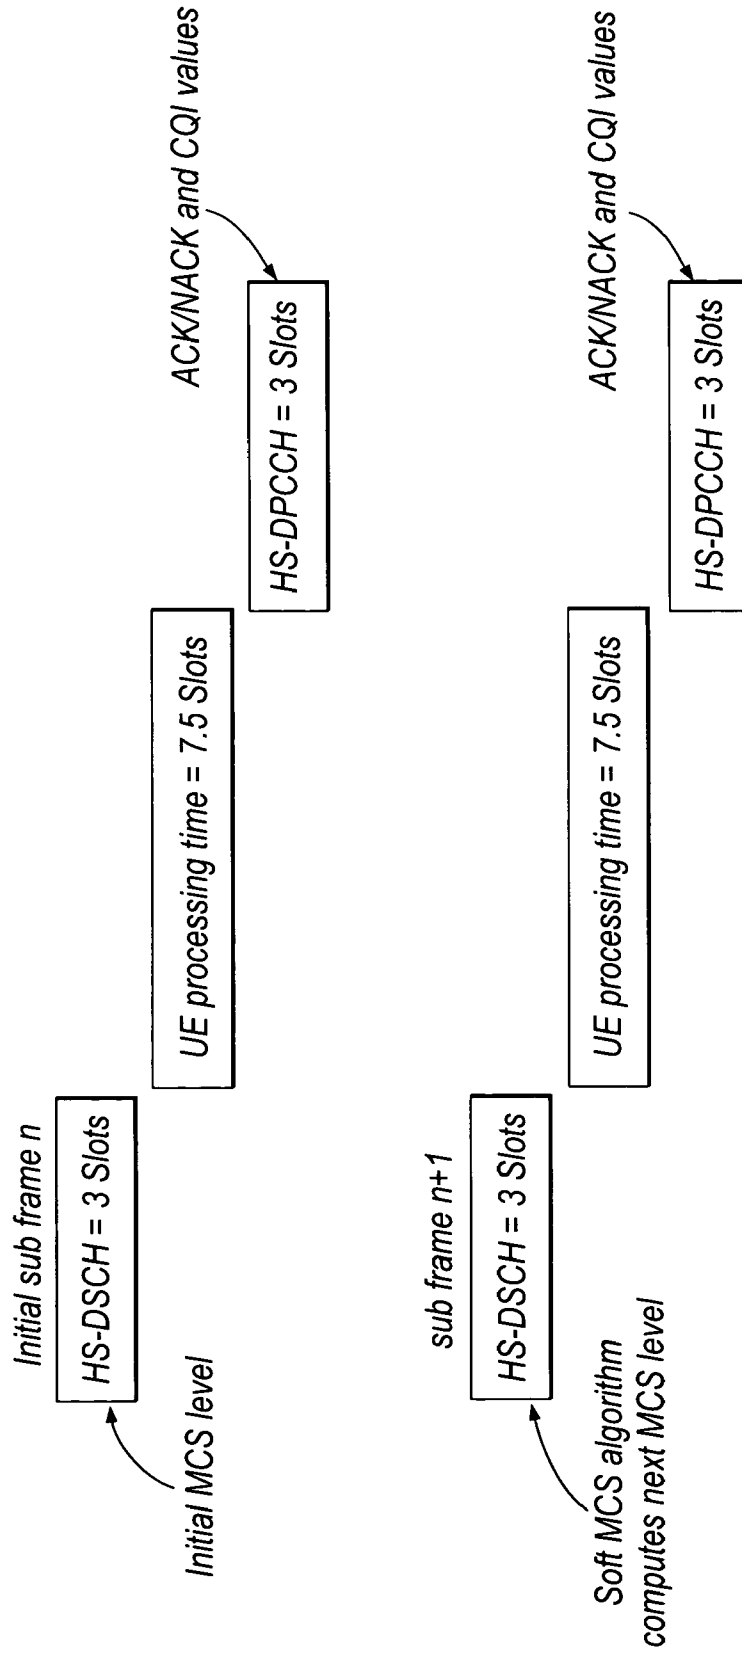 Initial sub frame n
HS-DSCH = 3 Slots
Initial MCS level
UE processing time = 7.5 Slots
HS-DPCCH = 3 Slots
ACK/NACK and CQI values
sub frame n+1
HS-DSCH = 3 Slots
Soft MCS algorithm
computes next MCS level
UE processing time = 7.5 Slots
HS-DPCCH = 3 Slots
ACK/NACK and CQI values